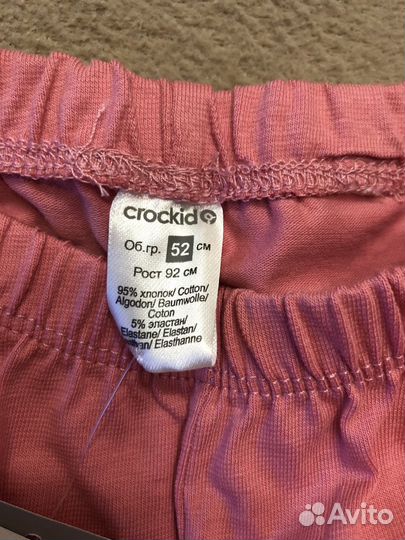 crockid
Об.гр. 52 см
Рост 92 см
95% хлопок/ Cotton/
Algodon/ Baumwolle/
Coton
5% эластан/
Elastane/ Elastan/
Elasthanne
Avito